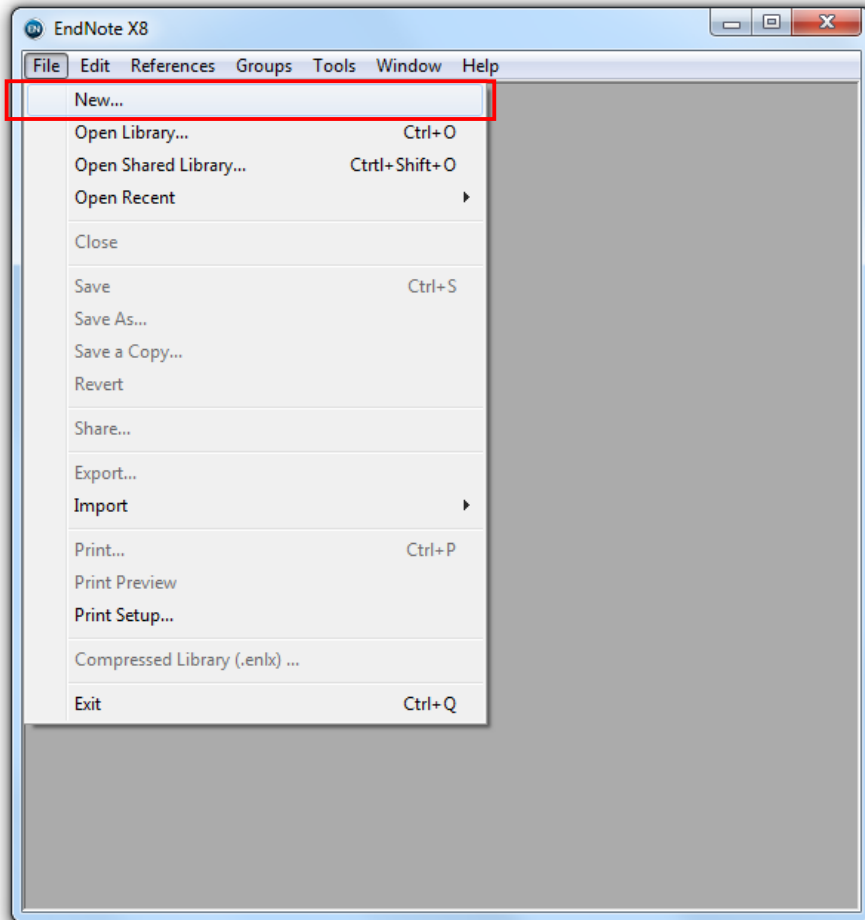 EN EndNote X8
File Edit References Groups Tools Window Help
New...
Open Library... Ctrl+O
Open Shared Library... Ctrtl+Shift+O
Open Recent
Close
Save Ctrl+S
Save As...
Save a Copy...
Revert
Share...
Export...
Import
Print... Ctrl+P
Print Preview
Print Setup...
Compressed Library (.enlx) ...
Exit Ctrl+Q